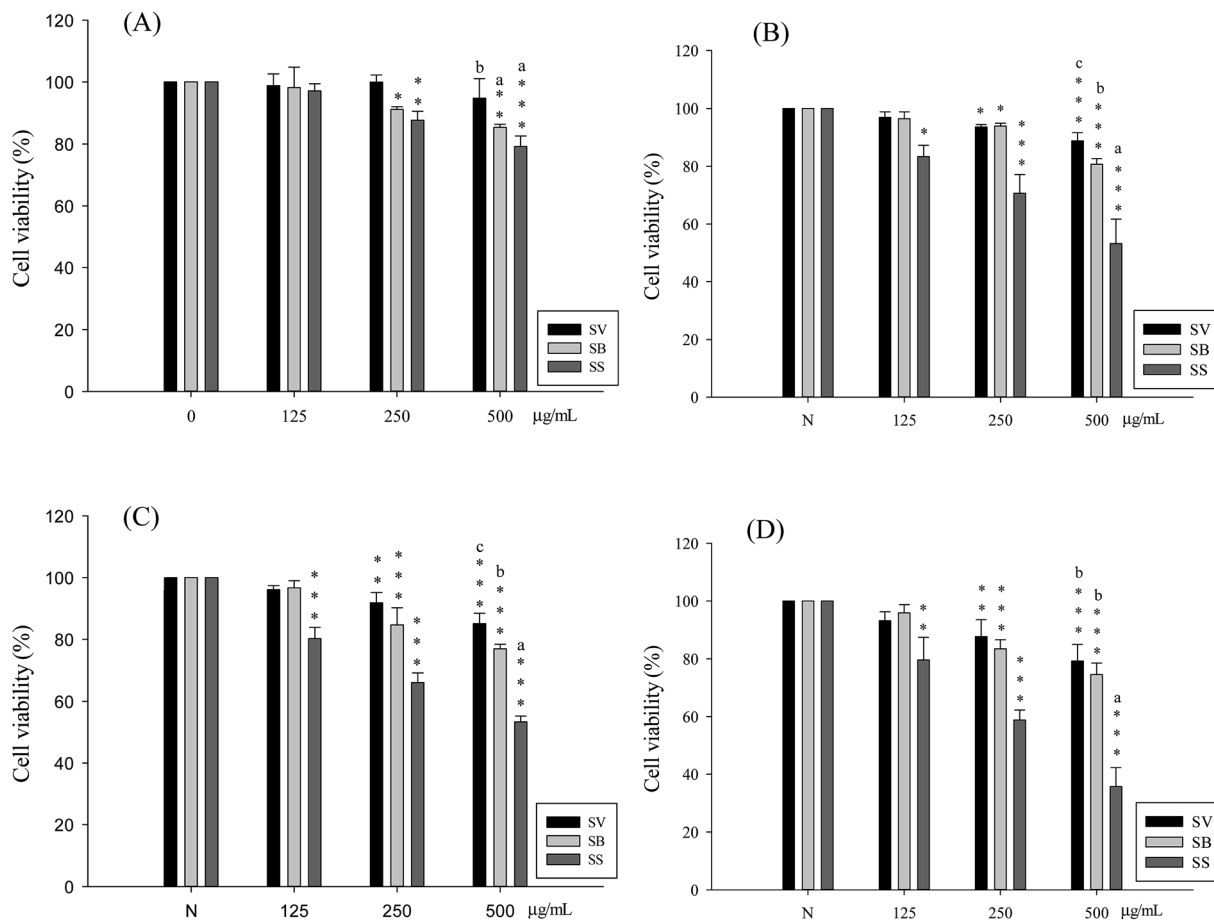 (A)
120
100
80
60
40
20
0
Cell viability (%)
b
a
a
* * * * * * * *
SV
SB
SS
0 125 250 500 μg/mL
(B)
120
100
80
60
40
20
0
Cell viability (%)
c
b
a
* * * * * * * * * * * * * * *
SV
SB
SS
N 125 250 500 μg/mL
(C)
120
100
80
60
40
20
0
Cell viability (%)
c
b
a
* * * * * * * * * * * * * * * * * * * *
SV
SB
SS
N 125 250 500 μg/mL
(D)
120
100
80
60
40
20
0
Cell viability (%)
b
b
a
* * * * * * * * * * * * * * * * * * *
SV
SB
SS
N 125 250 500 μg/mL